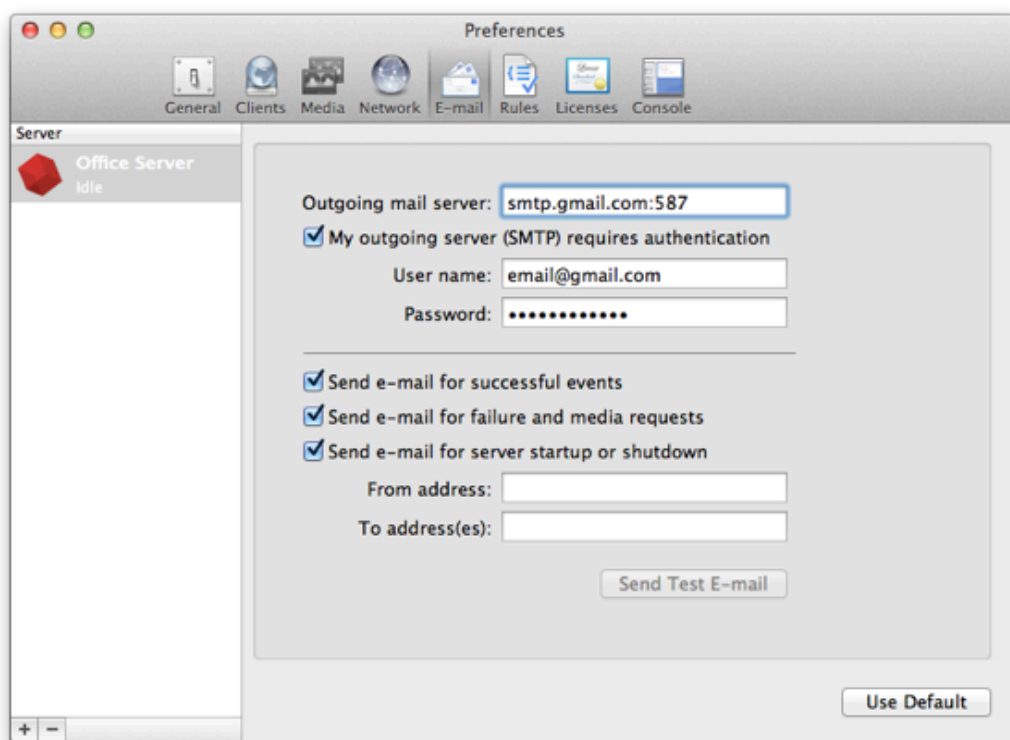 Preferences
General Clients Media Network E-mail Rules Licenses Console
Server
Office Server
Idle
Outgoing mail server: smtp.gmail.com:587
My outgoing server (SMTP) requires authentication
User name: email@gmail.com
Password: ••••••••••••
Send e-mail for successful events
Send e-mail for failure and media requests
Send e-mail for server startup or shutdown
From address:
To address(es):
Send Test E-mail
Use Default